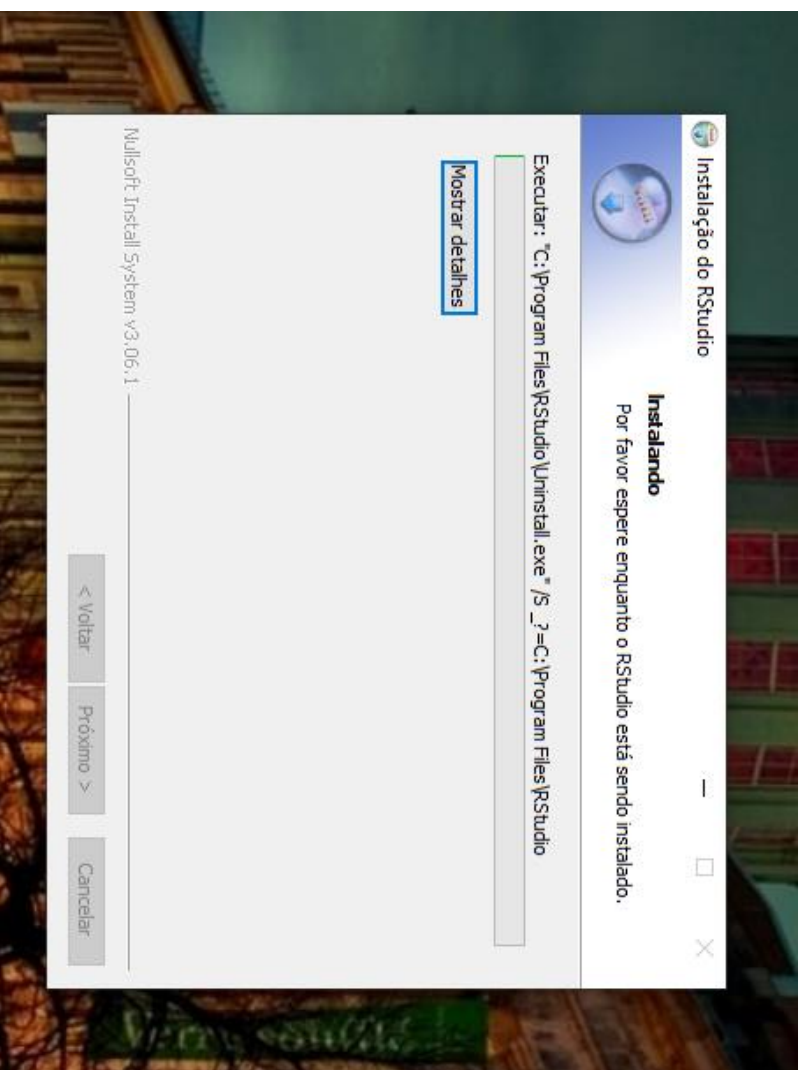 Instalação do RStudio
Instalando
Por favor espere enquanto o RStudio está sendo instalado.
Executar: "C:\Program Files\RStudio\Uninstall.exe" /S _?=C:\Program Files\RStudio
Mostrar detalhes
Nullsoft Install System v3.06.1
< Voltar
Próximo >
Cancelar